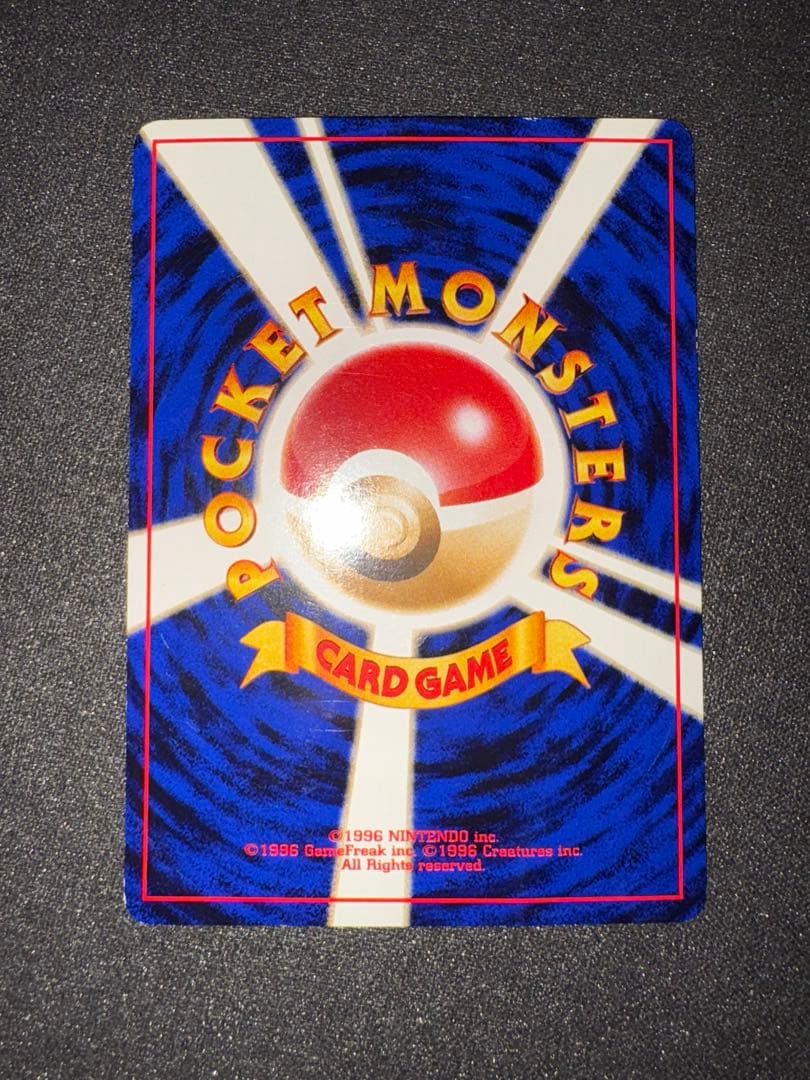 POCKET MONSTERS
CARD GAME
©1996 NINTENDO inc.
©1996 GameFreak inc. ©1996 Creatures inc.
All Rights reserved.